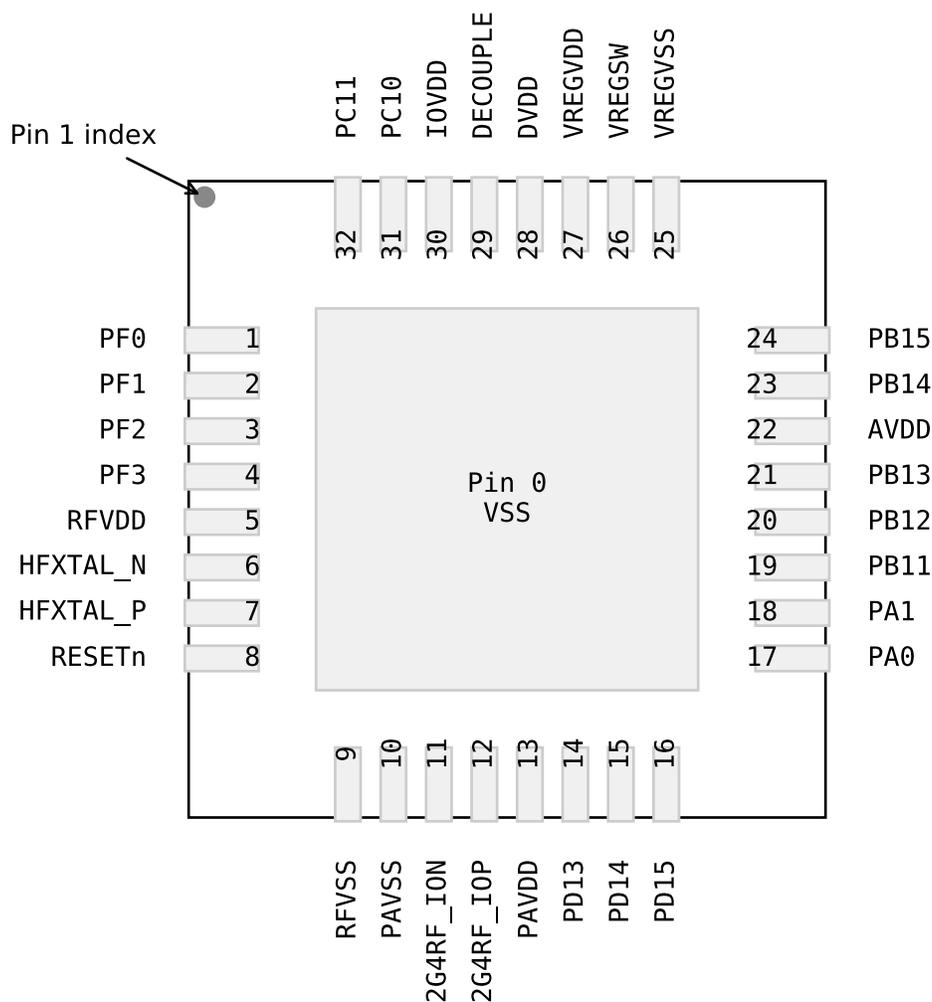 PC11
PC10
IOVDD
DECOUPLE
DVDD
VREGVDD
VREGSW
VREGVSS
Pin 1 index
32
31
30
29
28
27
26
25
PF0 1
24 PB15
PF1 2
23 PB14
PF2 3
22 AVDD
PF3 4
21 PB13
RFVDD 5
20 PB12
HFXTAL_N 6
19 PB11
HFXTAL_P 7
18 PA1
RESETn 8
17 PA0
Pin 0
VSS
9
10
11
12
13
14
15
16
RFVSS
PAVSS
2G4RF_ION
2G4RF_IOP
PAVDD
PD13
PD14
PD15